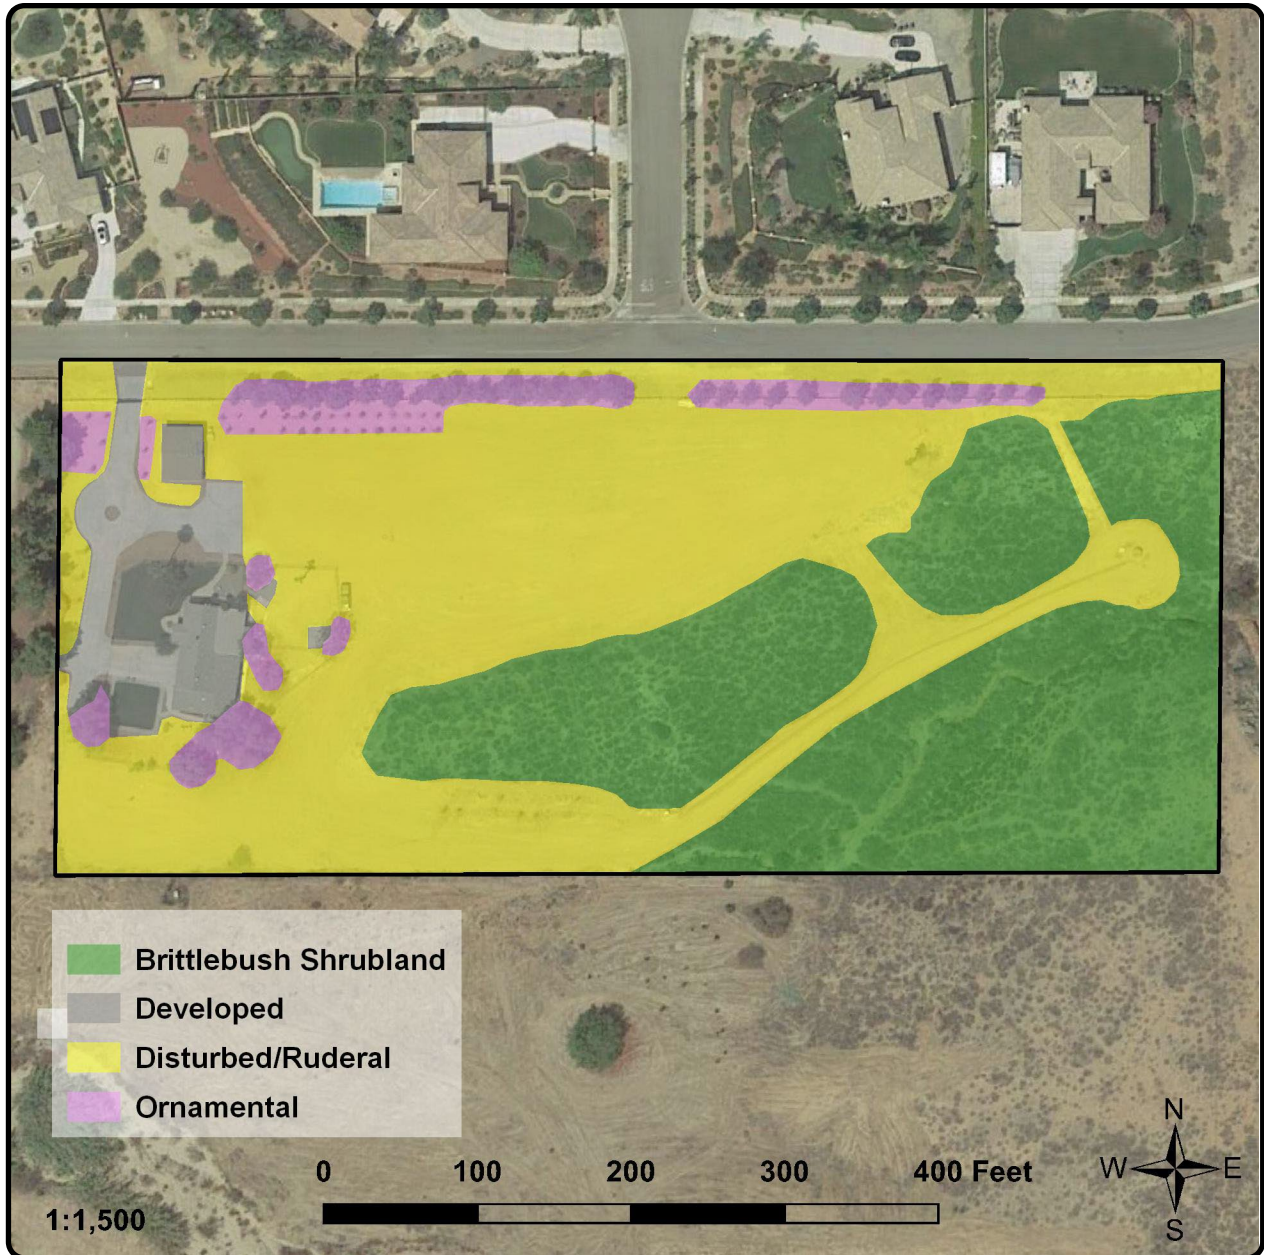 Brittlebush Shrubland
Developed
Disturbed/Ruderal
Ornamental
0 100 200 300 400 Feet
1:1,500
N
W E
S